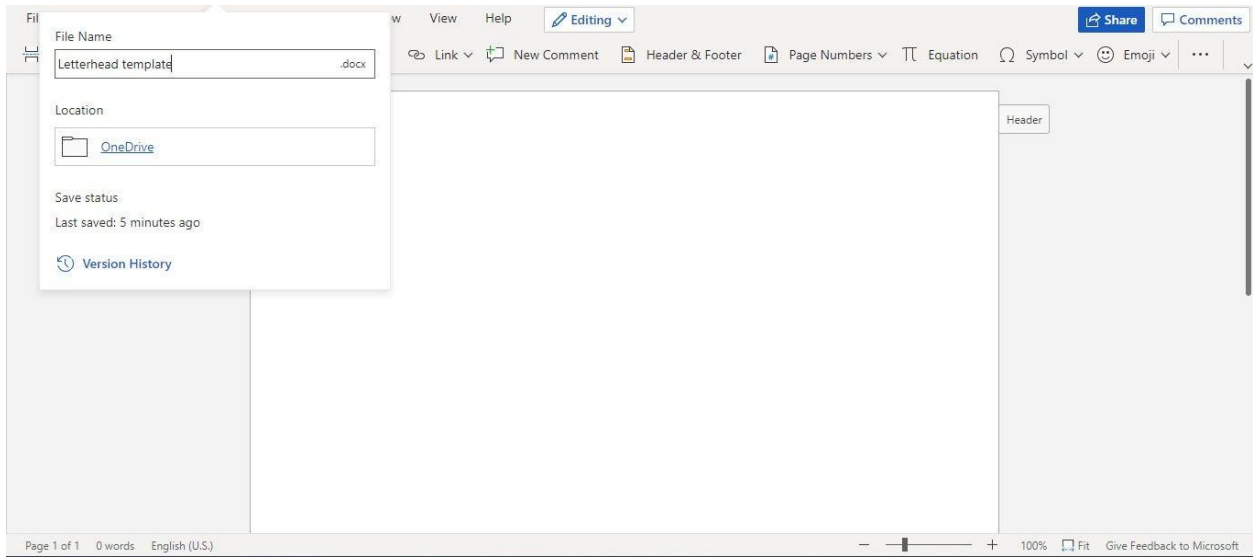 Fil
w View Help Editing Share Comments
File Name
Letterhead template .docx
Link New Comment Header & Footer # Page Numbers Equation Symbol Emoji ...
Location
Header
OneDrive
Save status
Last saved: 5 minutes ago
Version History
Page 1 of 1 0 words English (U.S.) − + 100% Fit Give Feedback to Microsoft